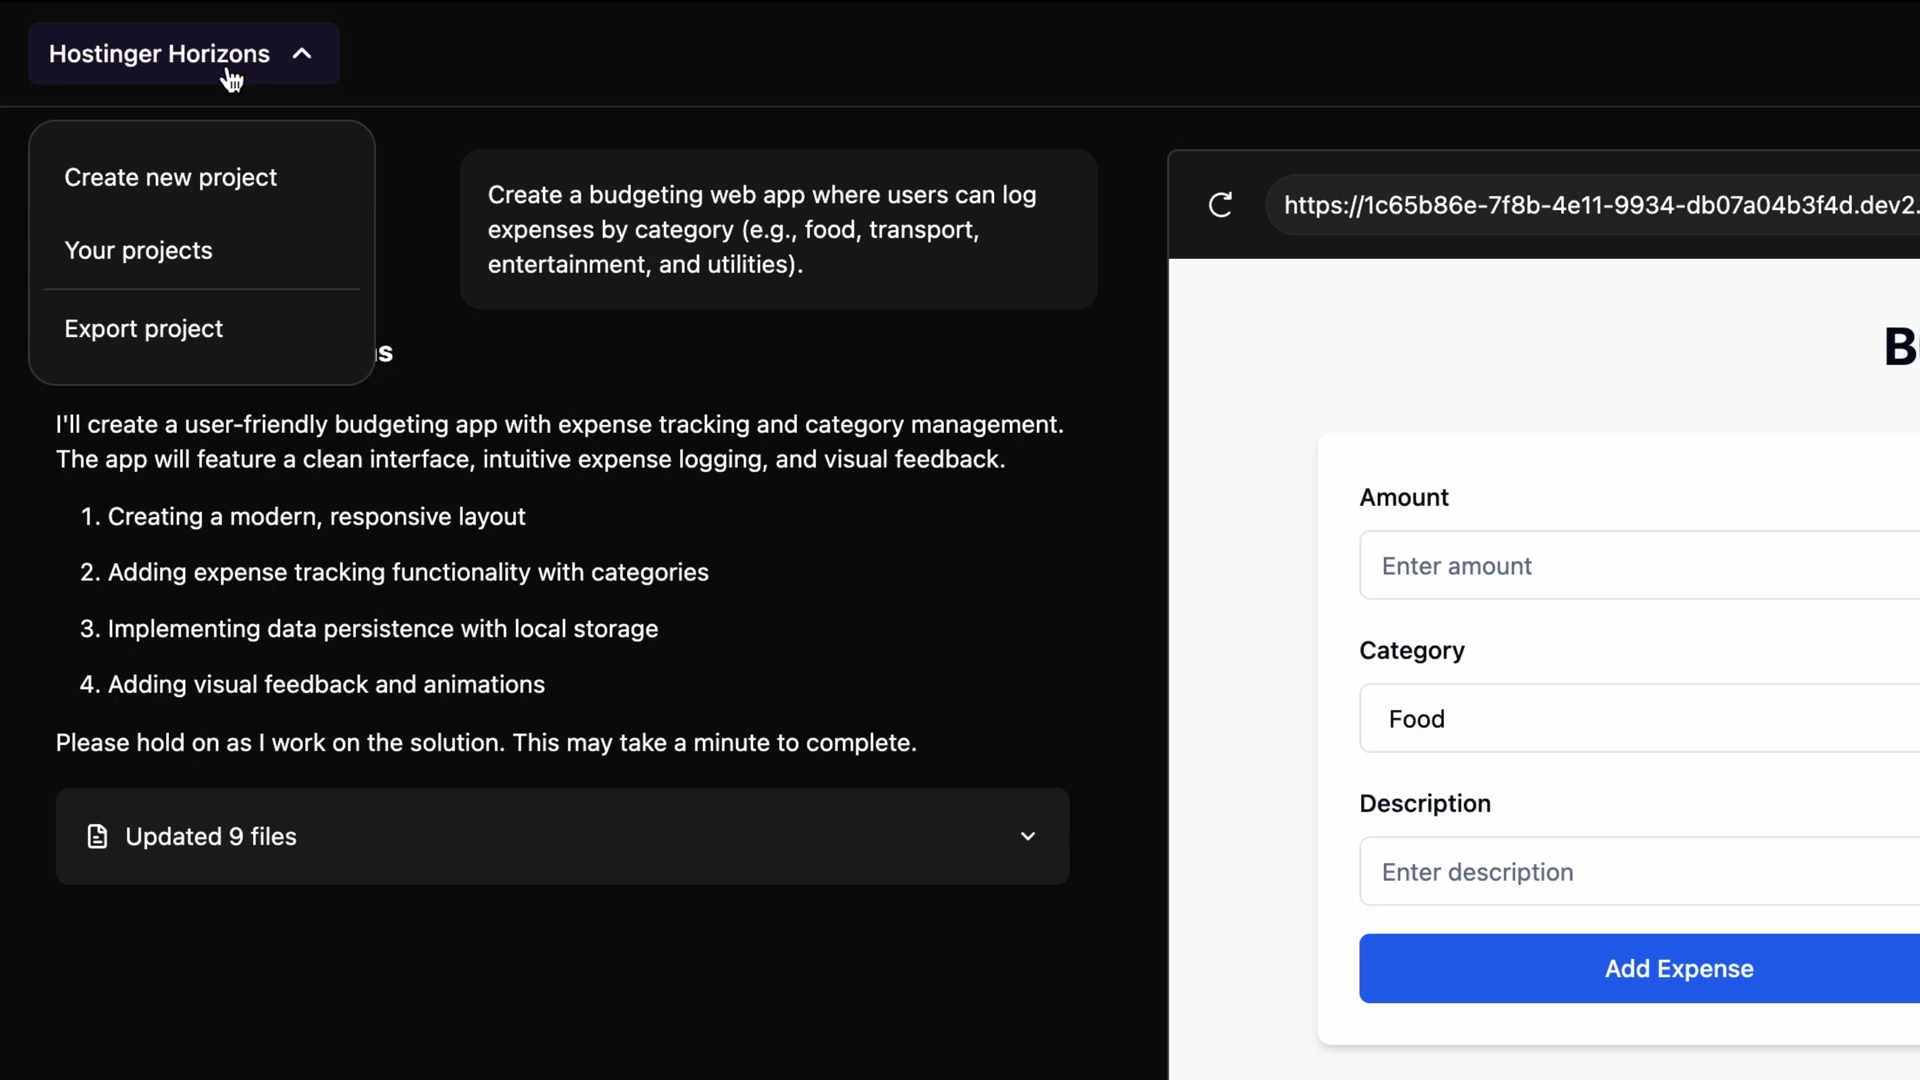 Hostinger Horizons
Create new project
Your projects
Export project
Create a budgeting web app where users can log
expenses by category (e.g., food, transport,
entertainment, and utilities).
I'll create a user-friendly budgeting app with expense tracking and category management.
The app will feature a clean interface, intuitive expense logging, and visual feedback.
1. Creating a modern, responsive layout
2. Adding expense tracking functionality with categories
3. Implementing data persistence with local storage
4. Adding visual feedback and animations
Please hold on as I work on the solution. This may take a minute to complete.
Updated 9 files
https://1c65b86e-7f8b-4e11-9934-db07a04b3f4d.dev2.
Amount
Enter amount
Category
Food
Description
Enter description
Add Expense